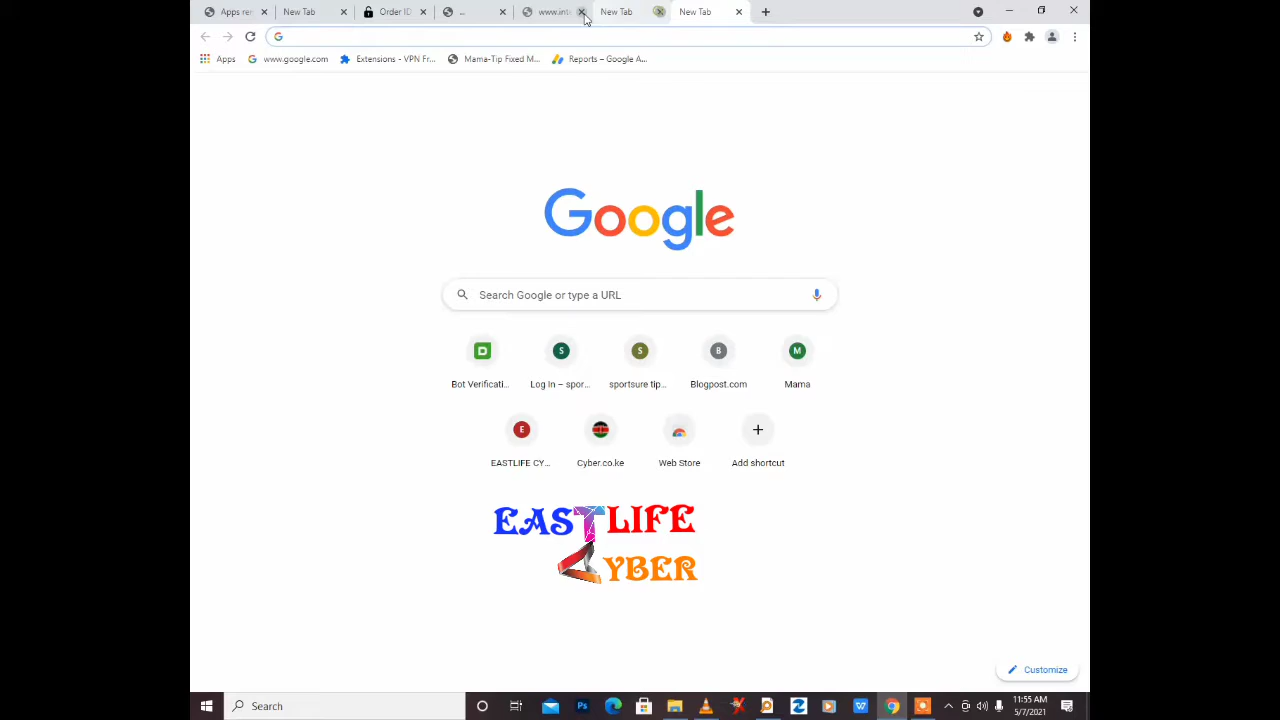 Apps re
New Tab
Order ID:
...
www.int
New Tab
New Tab
Apps
www.google.com
Extensions - VPN Fr...
Mama-Tip Fixed M...
Reports – Google A...
Google
Search Google or type a URL
Bot Verificati...
Log In – spor...
sportsure tip...
Blogpost.com
Mama
EASTLIFE CY...
Cyber.co.ke
Web Store
Add shortcut
EASTLIFE
CYBER
Customize
Search
11:55 AM
5/7/2021